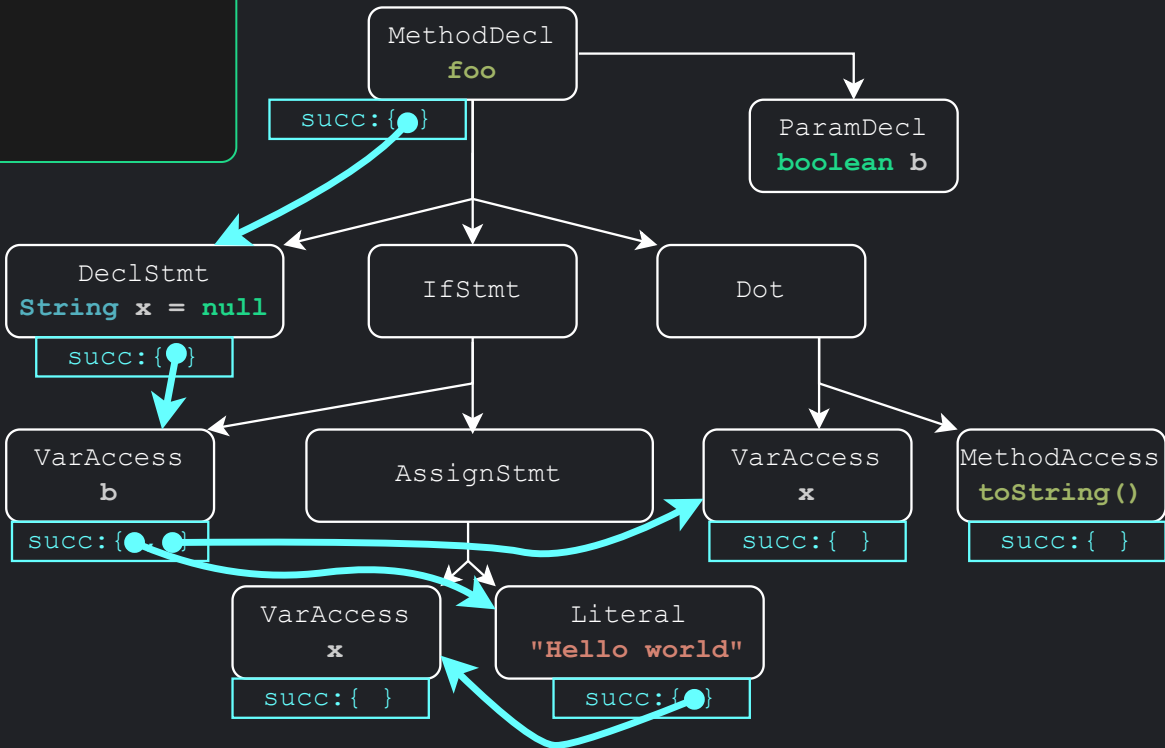 MethodDecl
foo
succ:{ }
ParamDecl
boolean b
DeclStmt
String x = null
succ:{ }
IfStmt
Dot
VarAccess
b
succ:{ , }
AssignStmt
VarAccess
x
succ:{ }
MethodAccess
toString()
succ:{ }
VarAccess
x
succ:{ }
Literal
"Hello world"
succ:{ }